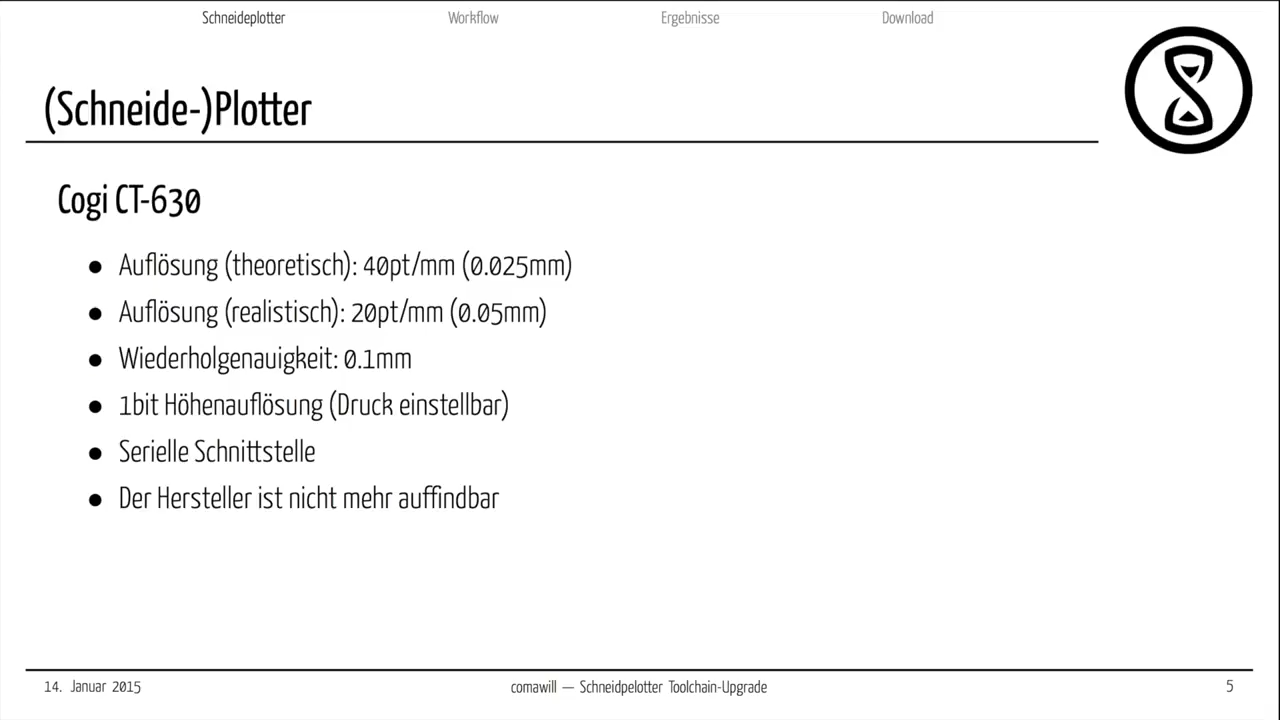 Schneideplotter Workflow Ergebnisse Download
(Schneide-)Plotter
Cogi CT-630
● Auflösung (theoretisch): 40pt/mm (0.025mm)
● Auflösung (realistisch): 20pt/mm (0.05mm)
● Wiederholgenauigkeit: 0.1mm
● 1bit Höhenauflösung (Druck einstellbar)
● Serielle Schnittstelle
● Der Hersteller ist nicht mehr auffindbar
14. Januar 2015 comawill — Schneidpelotter Toolchain-Upgrade 5